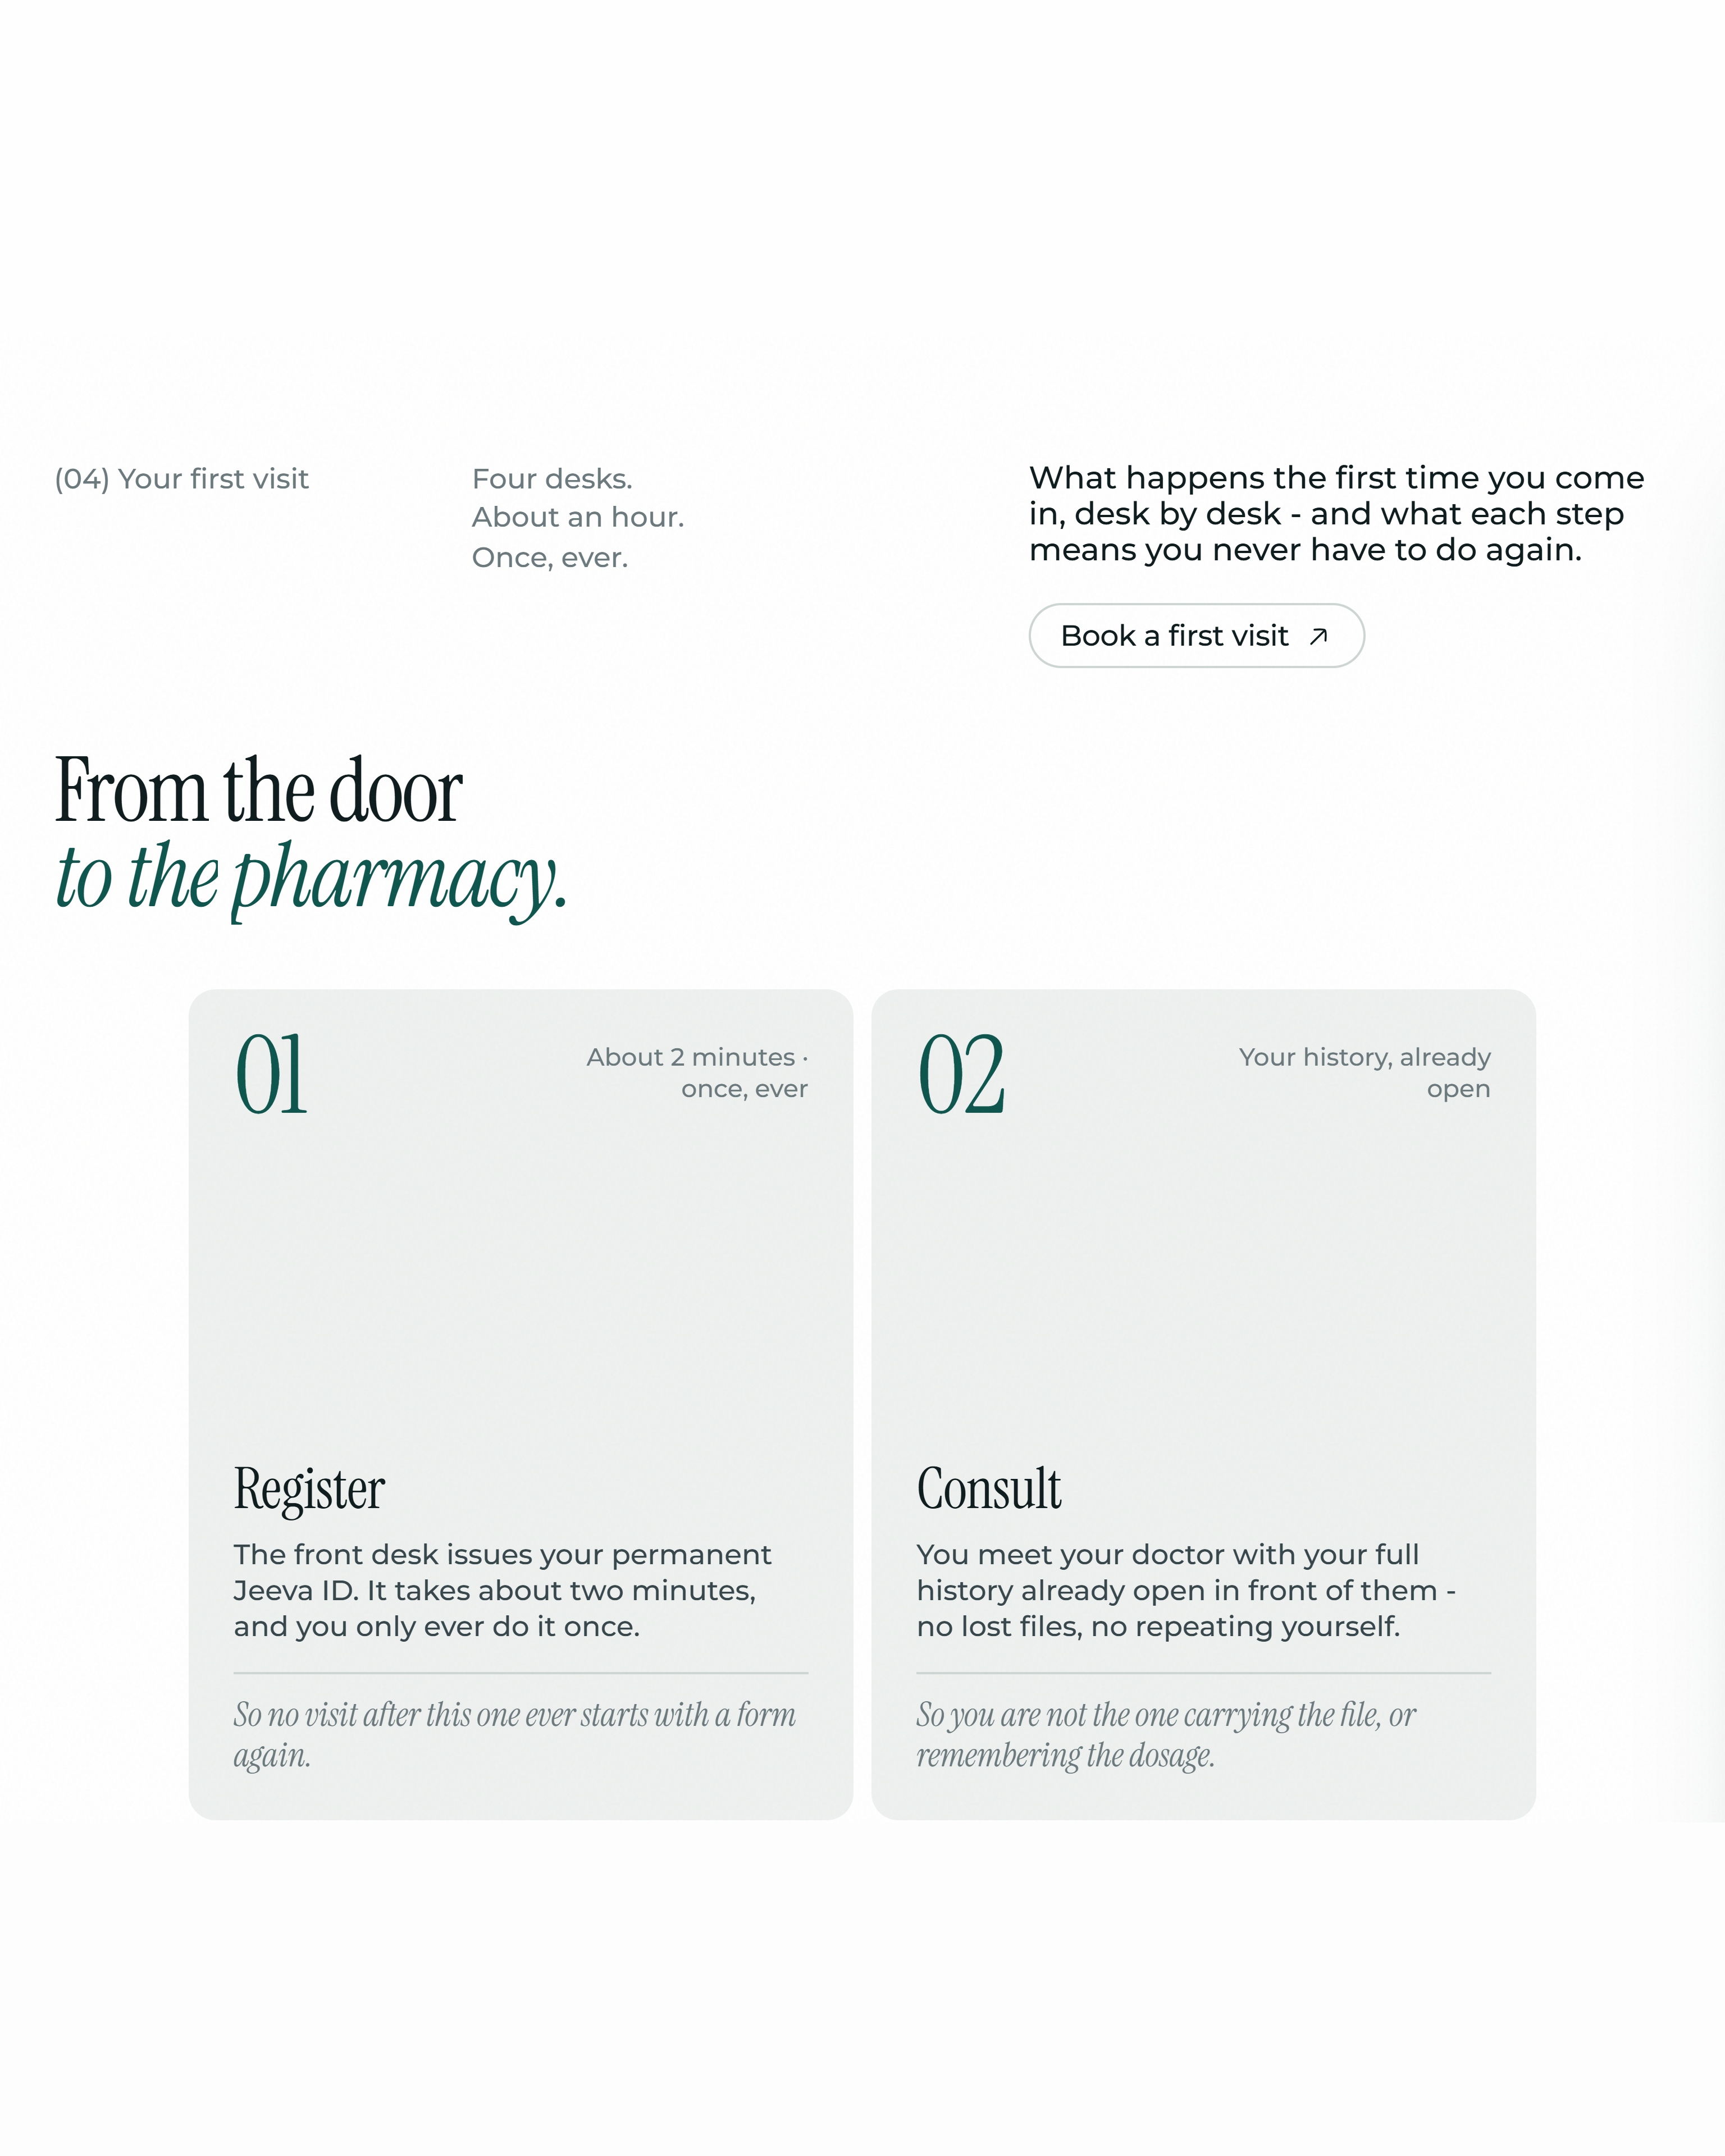 (04) Your first visit
Four desks.
About an hour.
Once, ever.
What happens the first time you come
in, desk by desk - and what each step
means you never have to do again.
Book a first visit ↗
From the door
to the pharmacy.
01
About 2 minutes ·
once, ever
Register
The front desk issues your permanent
Jeeva ID. It takes about two minutes,
and you only ever do it once.
So no visit after this one ever starts with a form
again.
02
Your history, already
open
Consult
You meet your doctor with your full
history already open in front of them -
no lost files, no repeating yourself.
So you are not the one carrying the file, or
remembering the dosage.